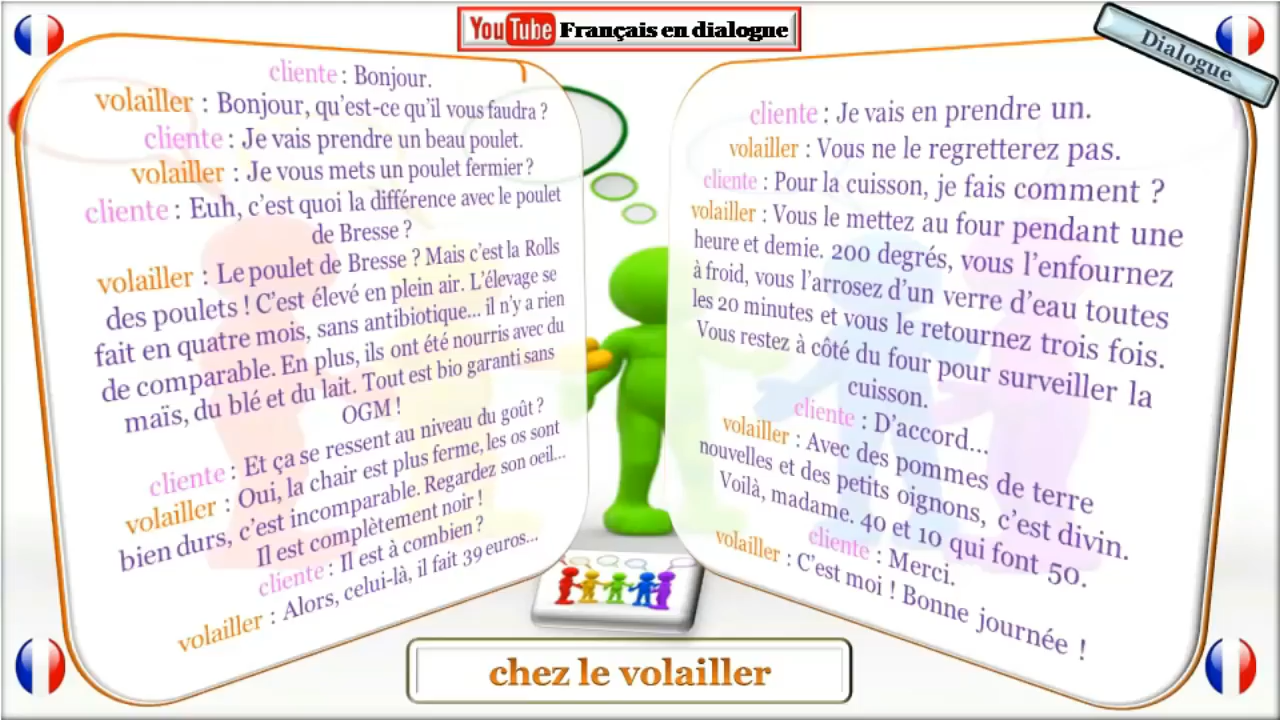 YouTube Français en dialogue
Dialogue
cliente : Bonjour.
volailler : Bonjour, qu'est-ce qu'il vous faudra ?
cliente : Je vais prendre un beau poulet.
volailler : Je vous mets un poulet fermier ?
cliente : Euh, c'est quoi la différence avec le poulet
de Bresse ?
volailler : Le poulet de Bresse ? Mais c'est la Rolls
des poulets ! C'est élevé en plein air. L'élevage se
fait en quatre mois, sans antibiotique... il n'y a rien
de comparable. En plus, ils ont été nourris avec du
maïs, du blé et du lait. Tout est bio garanti sans
OGM !
cliente : Et ça se ressent au niveau du goût ?
volailler : Oui, la chair est plus ferme, les os sont
bien durs, c'est incomparable. Regardez son oeil...
Il est complètement noir !
cliente : Il est à combien ?
volailler : Alors, celui-là, il fait 39 euros...
cliente : Je vais en prendre un.
volailler : Vous ne le regretterez pas.
cliente : Pour la cuisson, je fais comment ?
volailler : Vous le mettez au four pendant une
heure et demie. 200 degrés, vous l'enfournez
à froid, vous l'arrosez d'un verre d'eau toutes
les 20 minutes et vous le retournez trois fois.
Vous restez à côté du four pour surveiller la
cuisson.
cliente : D'accord...
volailler : Avec des pommes de terre
nouvelles et des petits oignons, c'est divin.
Voilà, madame. 40 et 10 qui font 50.
cliente : Merci.
volailler : C'est moi ! Bonne journée !
chez le volailler